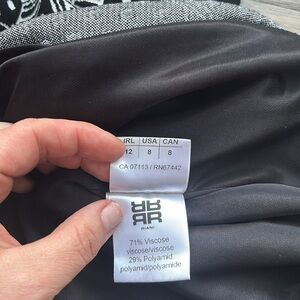 IRL USA CAN
12 8 8
CA 07113 / RN67442
71% Viscose
viscose/viscose
29% Polyamid
polyamid/polyamide